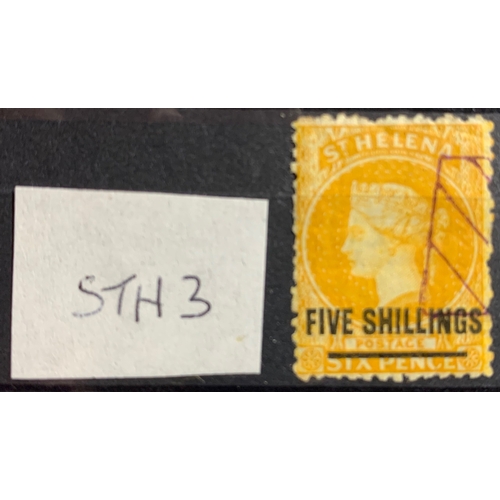 STH 3
ST HELENA
FIVE SHILLINGS
POSTAGE
SIX PENCE